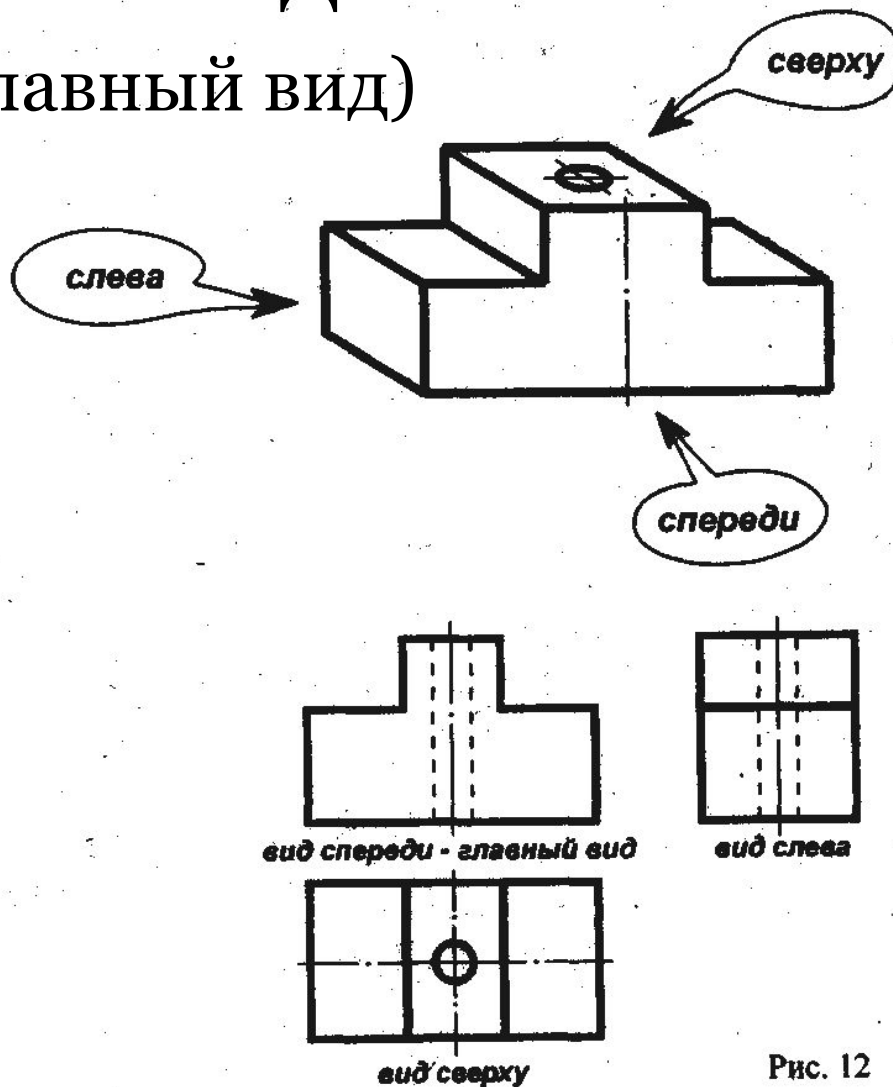 лавный вид)
сверху
слева
спереди
вид спереди - главный вид
вид слева
вид сверху
Рис. 12